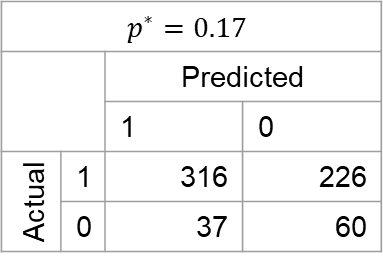 p* = 0.17
Predicted
1 0
Actual
1 316 226
0 37 60